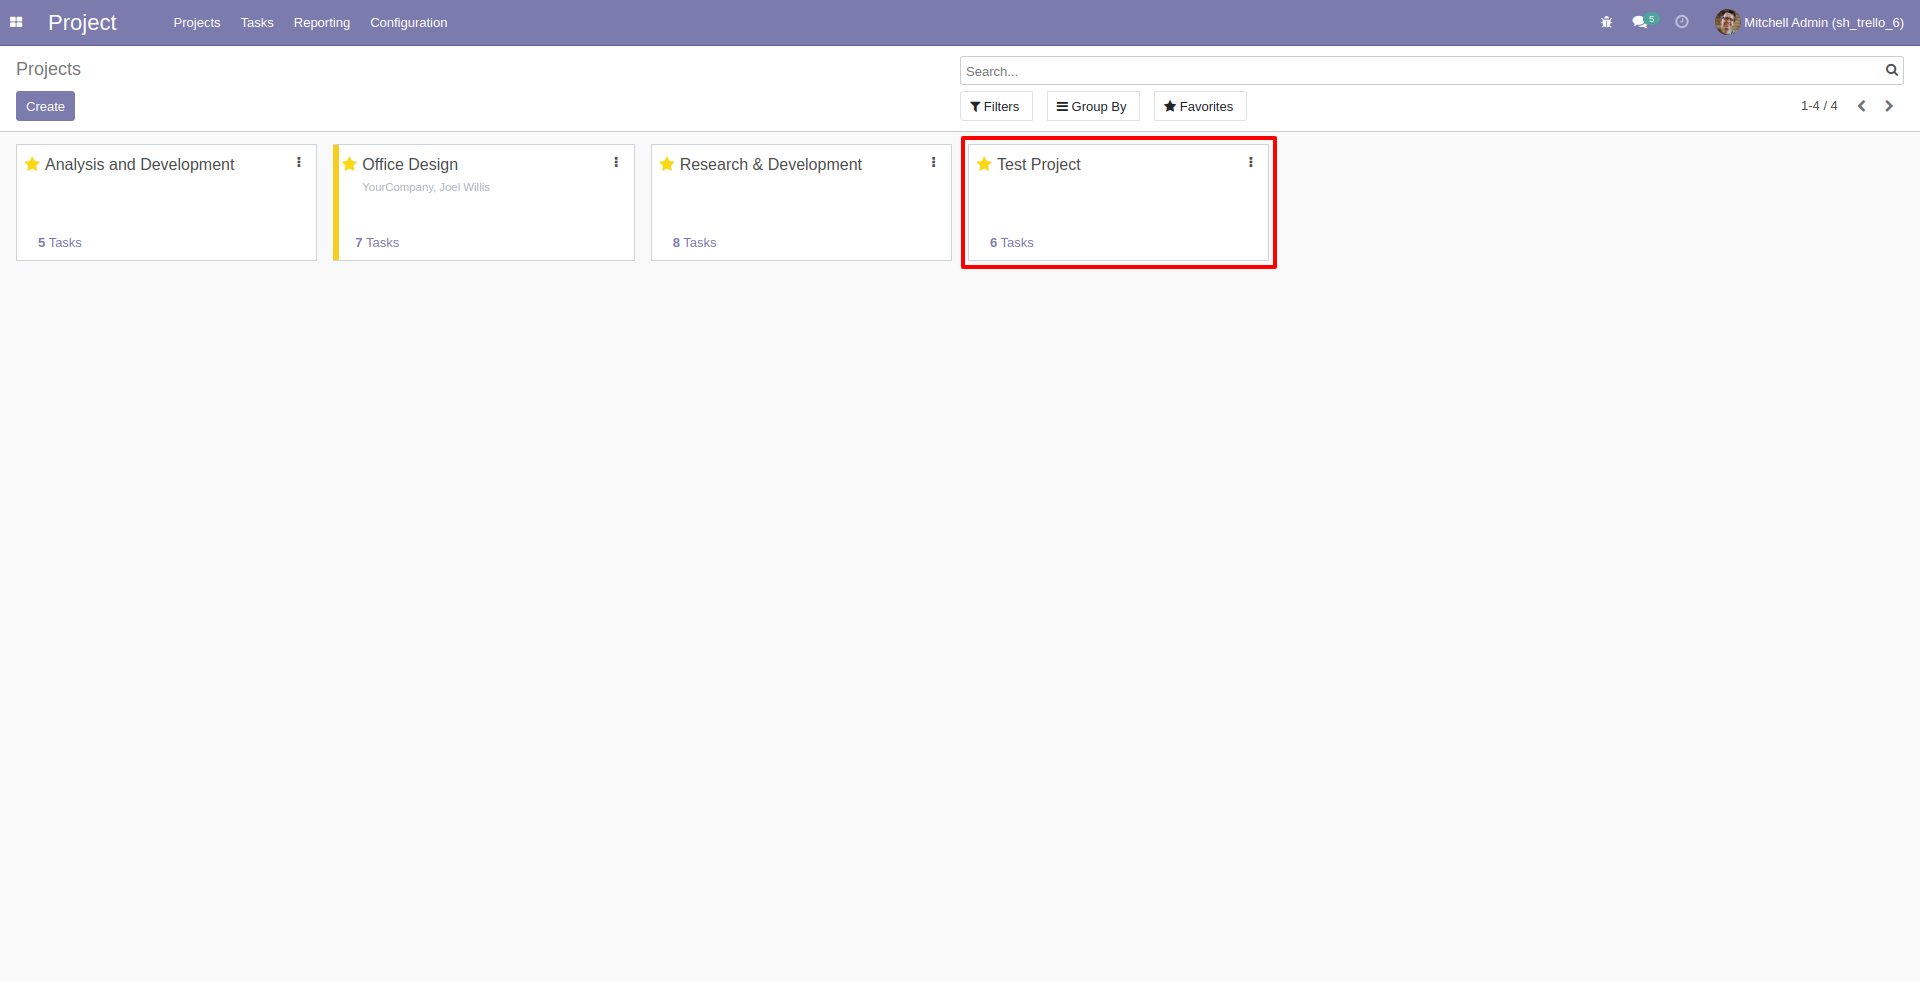 Project Projects Tasks Reporting Configuration 5 Mitchell Admin (sh_trello_6)
Projects
Search...
Create
Filters Group By Favorites 1-4 / 4
Analysis and Development
5 Tasks
Office Design
YourCompany, Joel Willis
7 Tasks
Research & Development
8 Tasks
Test Project
6 Tasks